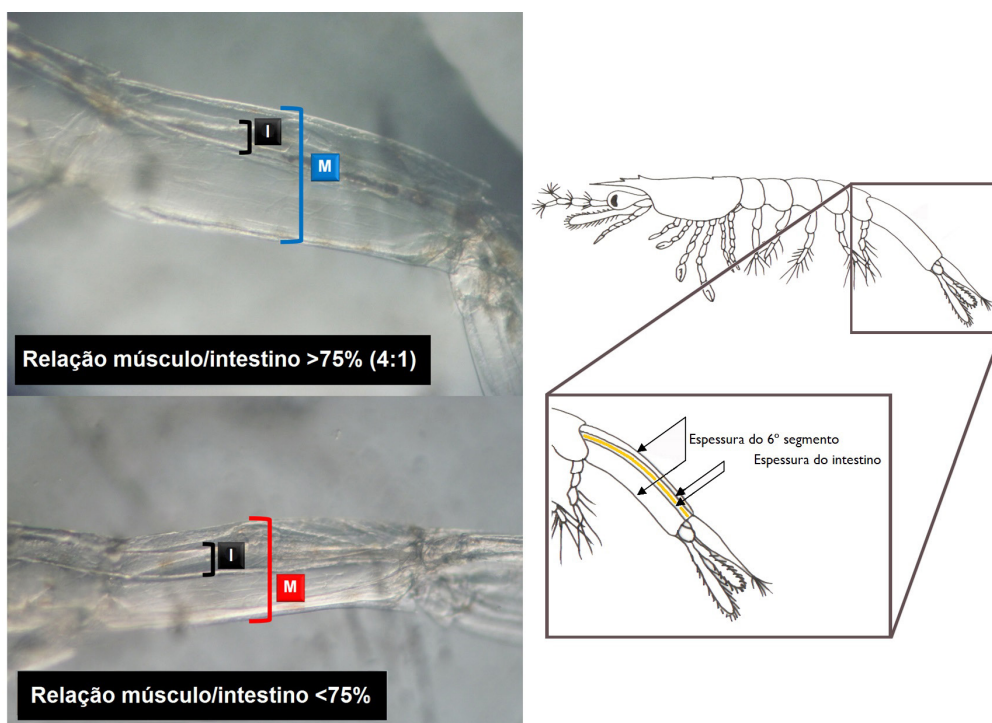 I
M
Relação músculo/intestino >75% (4:1)
I
M
Relação músculo/intestino <75%
Espessura do 6º segmento
Espessura do intestino